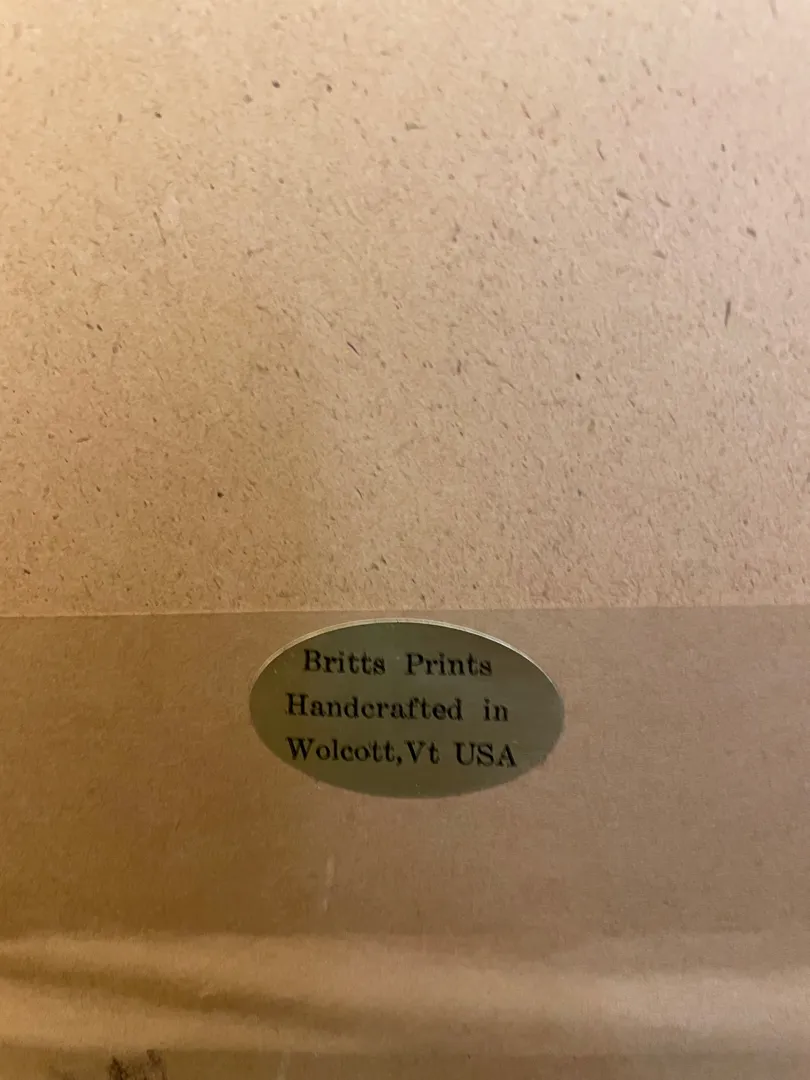 Britts Prints
Handcrafted in
Wolcott,Vt USA